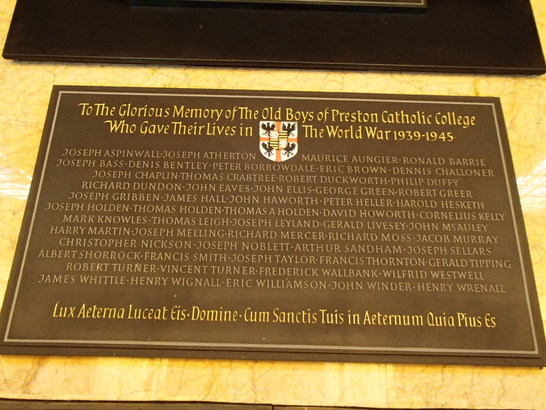 To The Glorious Memory of The Old Boys of Preston Catholic College
Who Gave Their Lives in The World War 1939-1945
JOSEPH ASPINWALL·JOSEPH ATHERTON MAURICE AUNGIER·RONALD BARRIE
JOSEPH BASS·DENIS BENTLEY·PETER BORROWDALE·ERIC BROWN·DENNIS CHALLONER
JOSEPH CHAPLIN·THOMAS CRABTREE·ROBERT DUCKWORTH·PHILIP DUFFY
RICHARD DUNDON·JOHN EAVES·JOHN ELLIS·GEORGE GREEN·ROBERT GREER
JOSEPH GRIBBEN·JAMES HALL·JOHN HAWORTH·PETER HELLER·HAROLD HESKETH
JOSEPH HOLDEN·THOMAS HOLDEN·THOMAS A HOLDEN·DAVID HOWORTH·CORNELIUS KELLY
MARK KNOWLES·THOMAS LEIGH·JOSEPH LEYLAND·GERALD LIVESEY·JOHN McAULEY
HARRY MARTIN·JOSEPH MELLING·RICHARD MERCER·RICHARD MOSS·JACOB MURRAY
CHRISTOPHER NICKSON·JOSEPH NOBLETT·ARTHUR SANDHAM·JOSEPH SELLARS
ALBERT SHORROCK·FRANCIS SMITH·JOSEPH TAYLOR·FRANCIS THORNTON·GERALD TIPPING
ROBERT TURNER·VINCENT TURNER·FREDERICK WALLBANK·WILFRID WESTWELL
JAMES WHITTLE·HENRY WIGNALL·ERIC WILLIAMSON·JOHN WINDER·HENRY WRENALL
Lux Aeterna Luceat Eis·Domine·Cum Sanctis Tuis in Aeternum Quia Pius Es